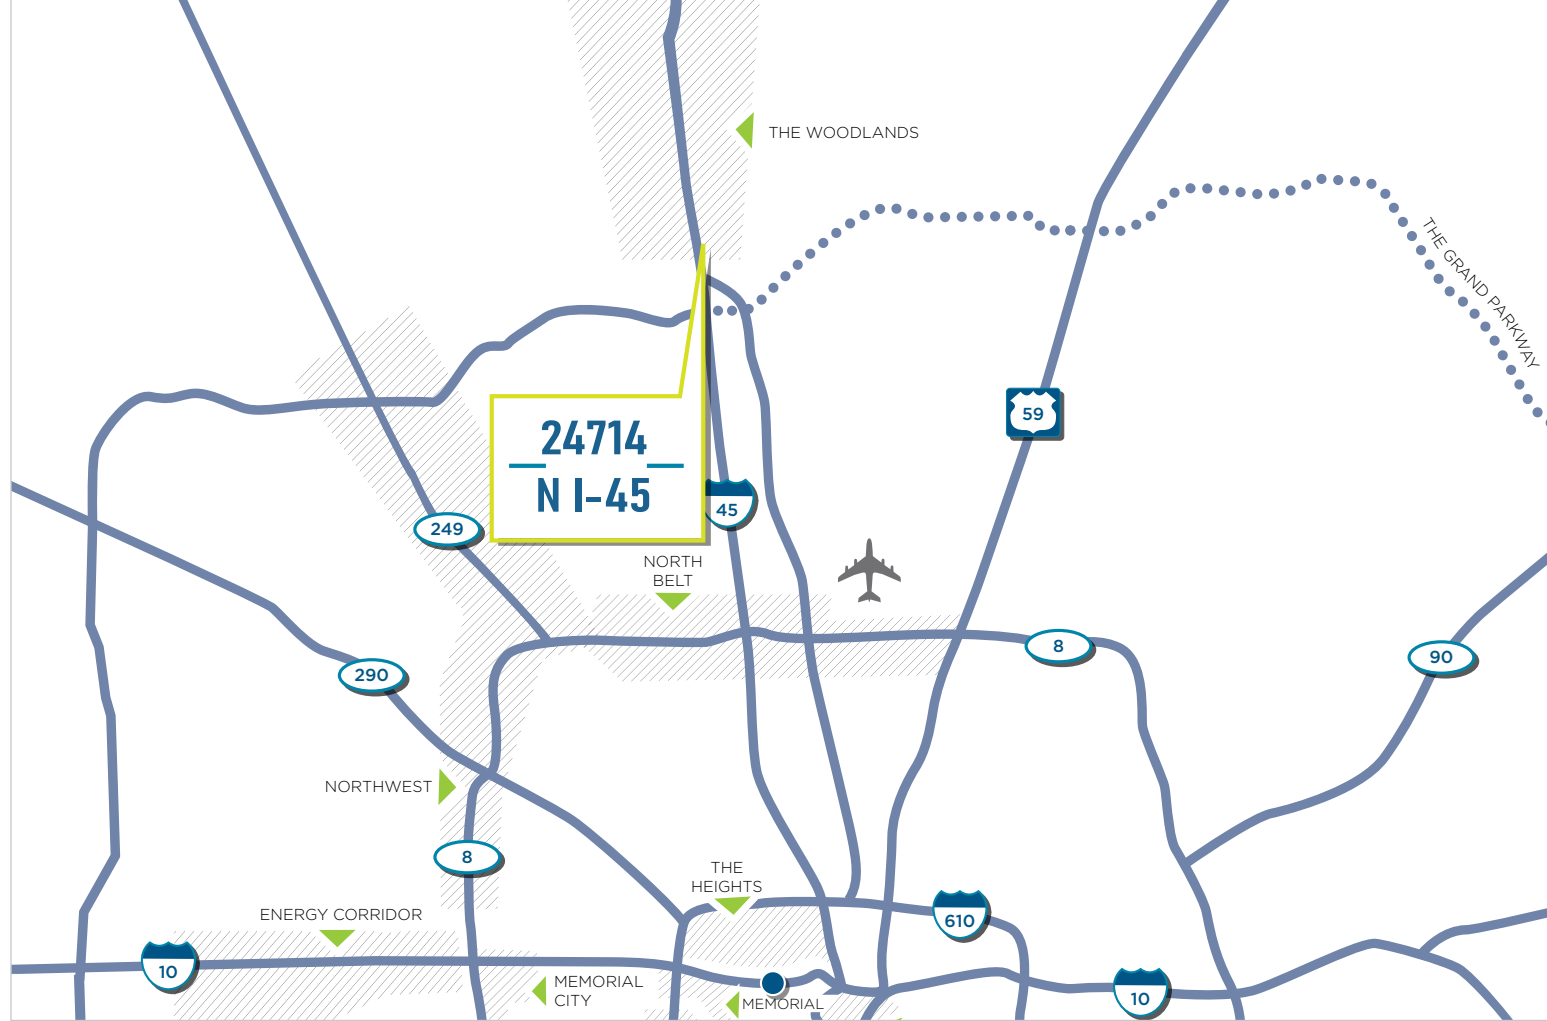 THE WOODLANDS
THE GRAND PARKWAY
59
24714
N I-45
45
249
NORTH
BELT
8
90
290
NORTHWEST
8
THE
HEIGHTS
ENERGY CORRIDOR
610
10
MEMORIAL
CITY
MEMORIAL
10